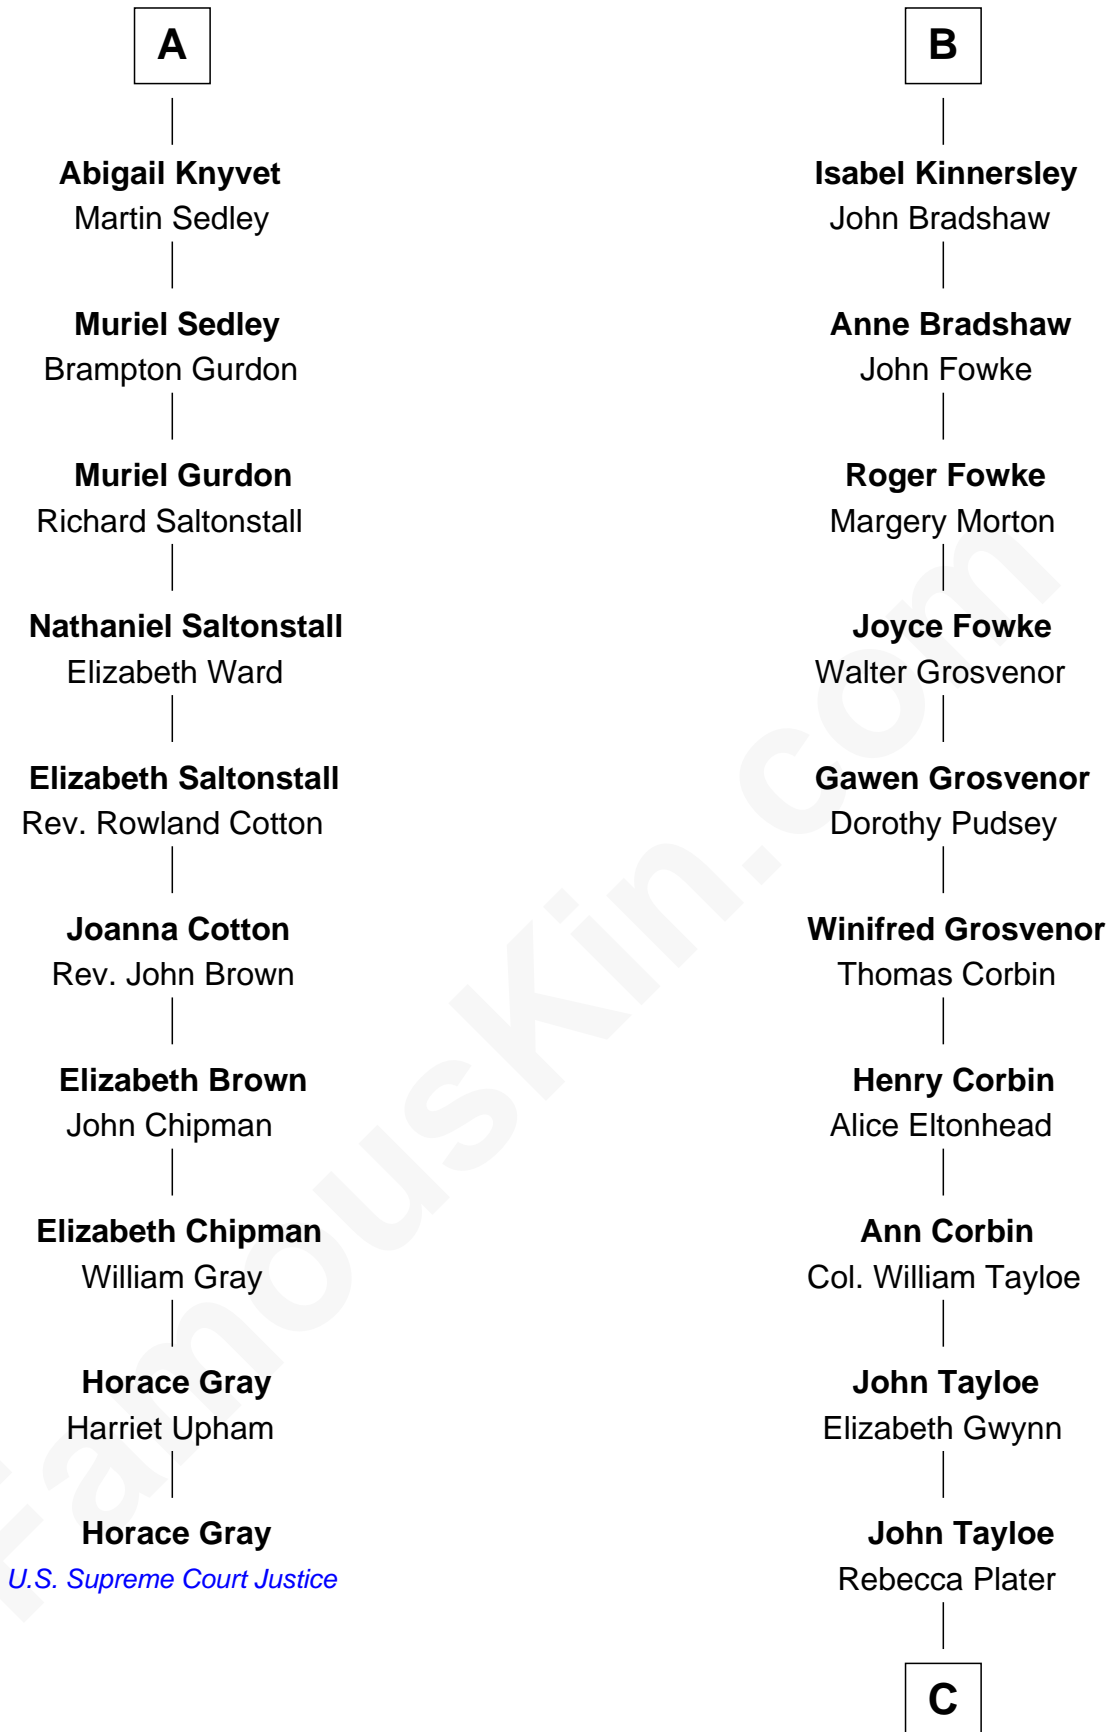 A
Abigail Knyvet
Martin Sedley
Muriel Sedley
Brampton Gurdon
Muriel Gurdon
Richard Saltonstall
Nathaniel Saltonstall
Elizabeth Ward
Elizabeth Saltonstall
Rev. Rowland Cotton
Joanna Cotton
Rev. John Brown
Elizabeth Brown
John Chipman
Elizabeth Chipman
William Gray
Horace Gray
Harriet Upham
Horace Gray
U.S. Supreme Court Justice
B
Isabel Kinnersley
John Bradshaw
Anne Bradshaw
John Fowke
Roger Fowke
Margery Morton
Joyce Fowke
Walter Grosvenor
Gawen Grosvenor
Dorothy Pudsey
Winifred Grosvenor
Thomas Corbin
Henry Corbin
Alice Eltonhead
Ann Corbin
Col. William Tayloe
John Tayloe
Elizabeth Gwynn
John Tayloe
Rebecca Plater
C
FamousKin.com